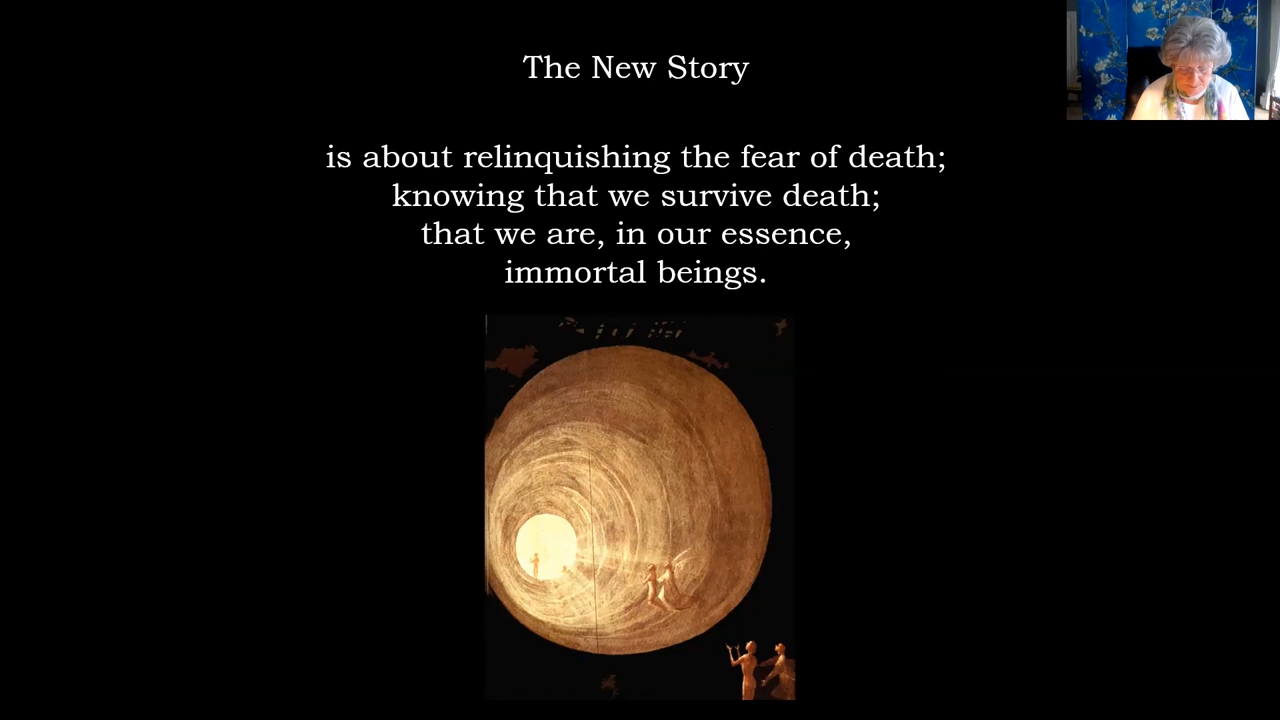 The New Story
is about relinquishing the fear of death;
knowing that we survive death;
that we are, in our essence,
immortal beings.